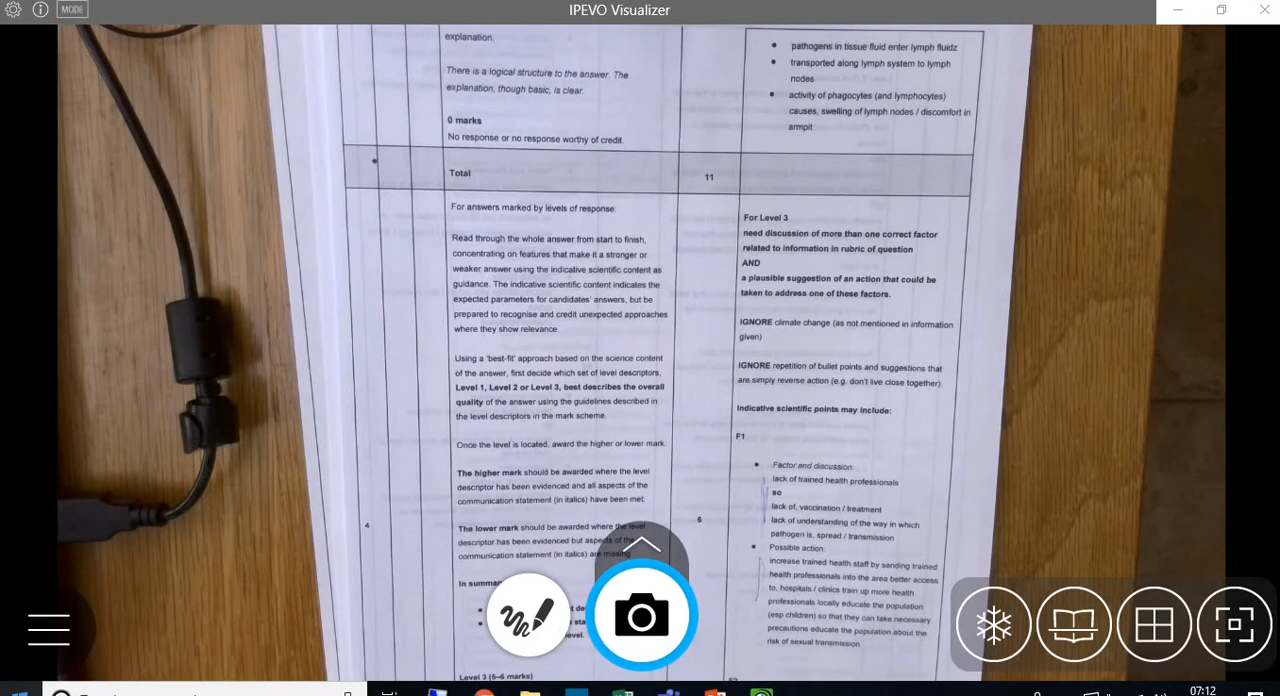 IPEVO Visualizer
MODE
explanation.
There is a logical structure to the answer. The
explanation, though basic, is clear.
0 marks
No response or no response worthy of credit.
pathogens in tissue fluid enter lymph fluidz
transported along lymph system to lymph
nodes
activity of phagocytes (and lymphocytes)
causes, swelling of lymph nodes / discomfort in
armpit
Total
11
For answers marked by levels of response:
Read through the whole answer from start to finish,
concentrating on features that make it a stronger or
weaker answer using the indicative scientific content as
guidance. The indicative scientific content indicates the
expected parameters for candidates' answers, but be
prepared to recognise and credit unexpected approaches
where they show relevance.
Using a 'best-fit' approach based on the science content
of the answer, first decide which set of level descriptors,
Level 1, Level 2 or Level 3, best describes the overall
quality of the answer using the guidelines described in
the level descriptors in the mark scheme.
Once the level is located, award the higher or lower mark.
The higher mark should be awarded where the level
descriptor has been evidenced and all aspects of the
communication statement (in italics) have been met.
4
The lower mark should be awarded where the level
descriptor has been evidenced but aspects of the
communication statement (in italics) are missing
In summar
level.
Level 3 (5–6 marks)
6
For Level 3
need discussion of more than one correct factor
related to information in rubric of question
AND
a plausible suggestion of an action that could be
taken to address one of these factors.
IGNORE climate change (as not mentioned in information
given)
IGNORE repetition of bullet points and suggestions that
are simply reverse action (e.g. don't live close together).
Indicative scientific points may include:
F1
Factor and discussion:
lack of trained health professionals
so
lack of, vaccination / treatment
lack of understanding of the way in which
pathogen is, spread / transmission
Possible action:
increase trained health staff by sending trained
health professionals into the area better access
to, hospitals / clinics train up more health
professionals locally educate the population
(esp children) so that they can take necessary
precautions educate the population about the
risk of sexual transmission
07:12